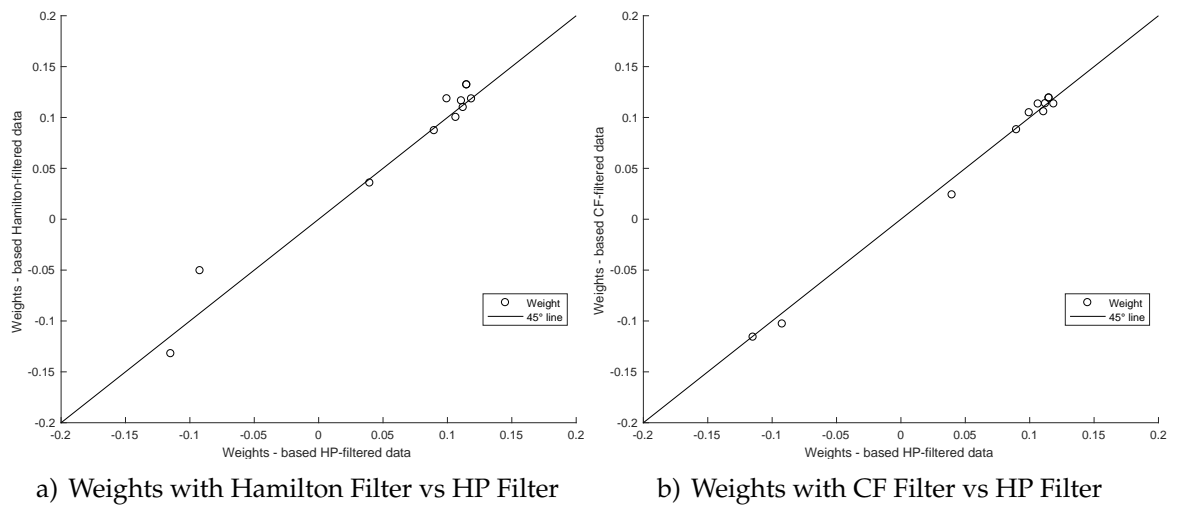 0.2
0.15
0.1
0.05
0
-0.05
-0.1
-0.15
-0.2
Weights - based Hamilton-filtered data
-0.2 -0.15 -0.1 -0.05 0 0.05 0.1 0.15 0.2
Weights - based HP-filtered data
Weight
45° line
a) Weights with Hamilton Filter vs HP Filter
0.2
0.15
0.1
0.05
0
-0.05
-0.1
-0.15
-0.2
Weights - based CF-filtered data
-0.2 -0.15 -0.1 -0.05 0 0.05 0.1 0.15 0.2
Weights - based HP-filtered data
Weight
45° line
b) Weights with CF Filter vs HP Filter